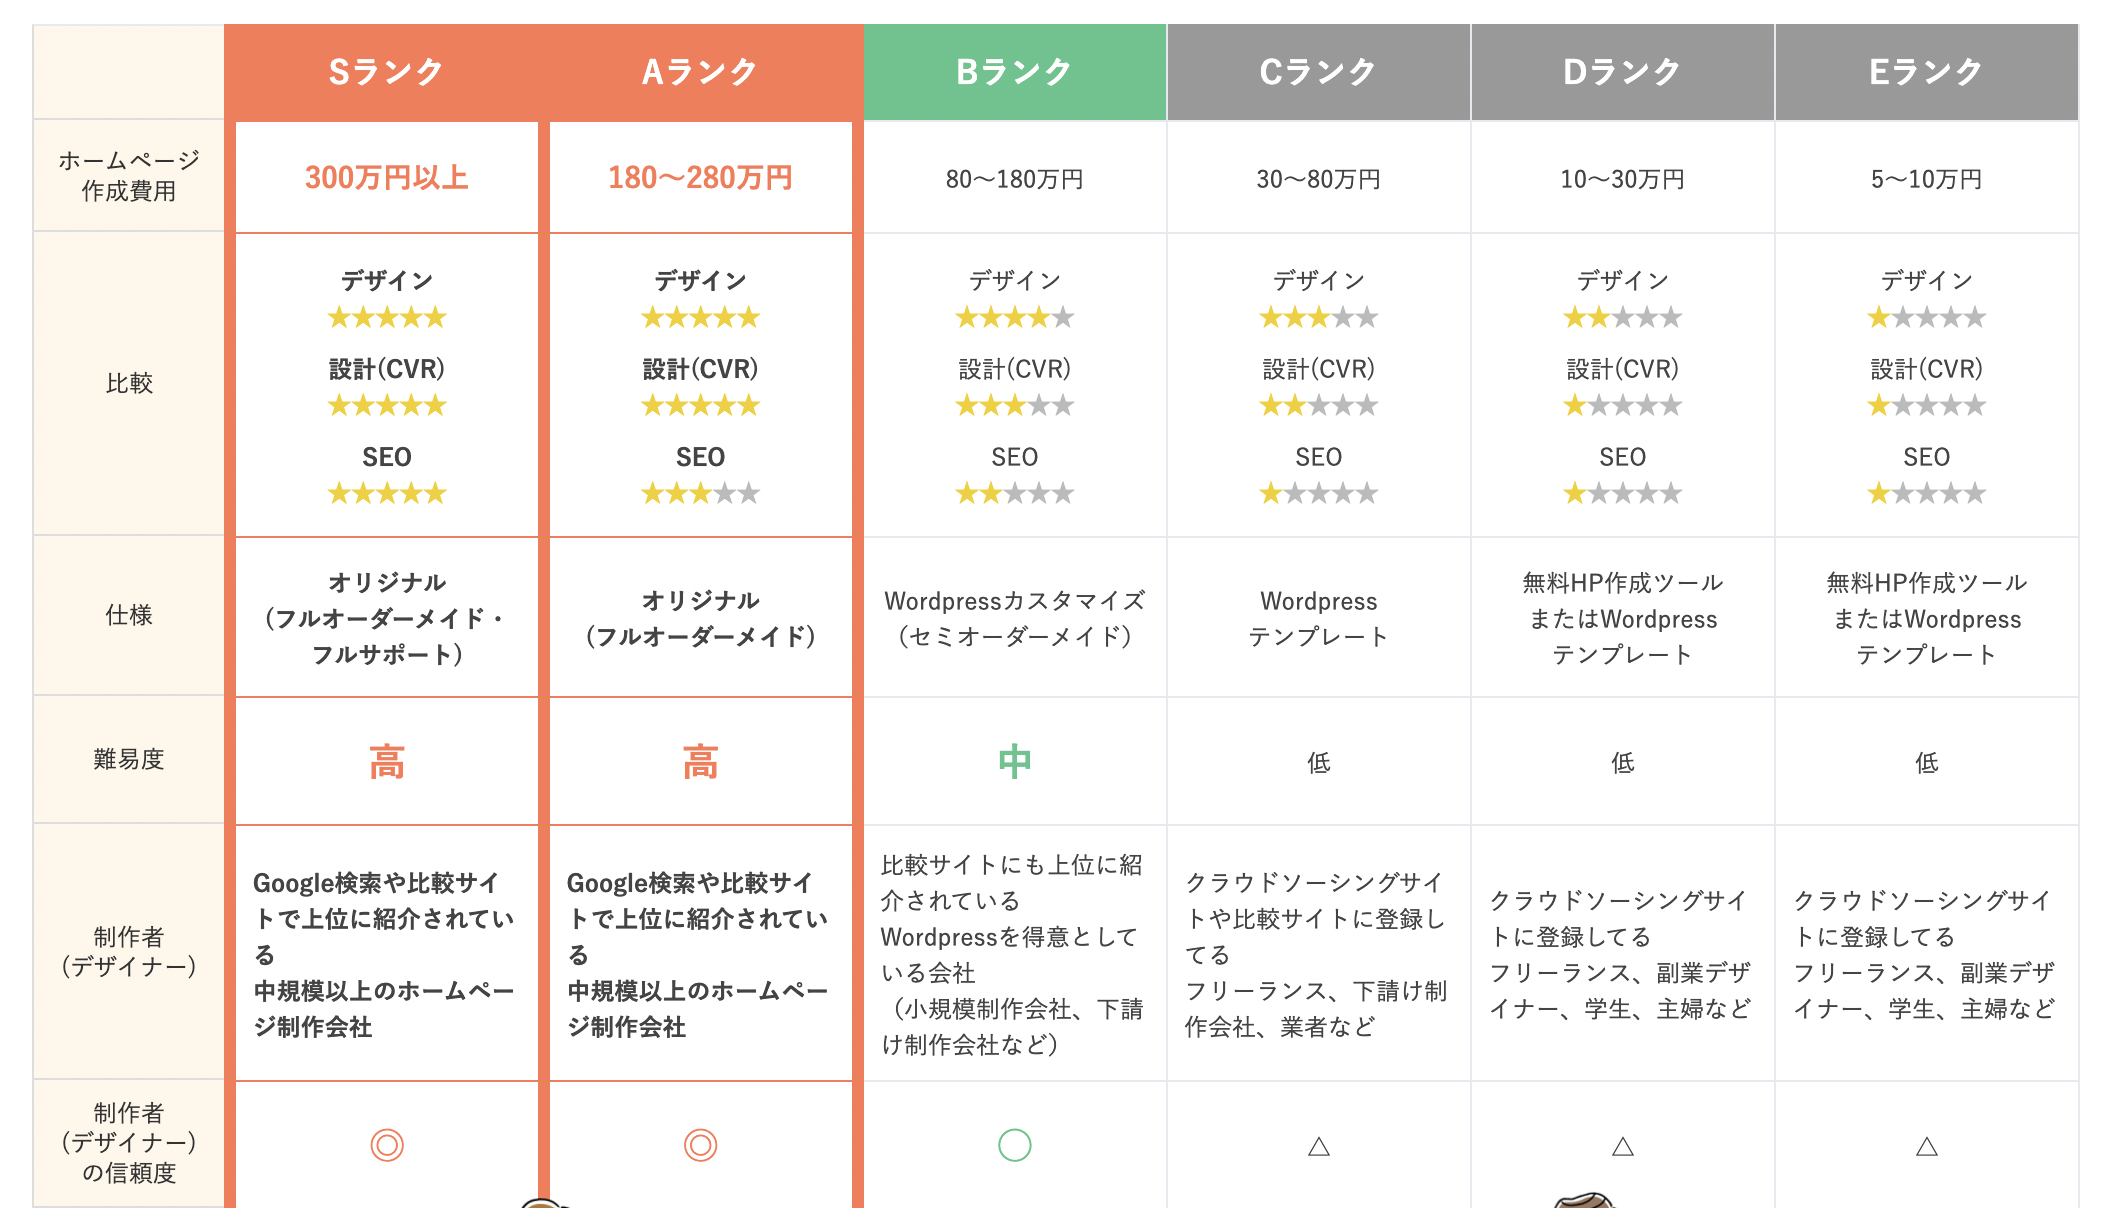 Sランク
Aランク
Bランク
Cランク
Dランク
Eランク
ホームページ
作成費用
300万円以上
180〜280万円
80〜180万円
30〜80万円
10〜30万円
5〜10万円
比較
デザイン
★★★★★
設計(CVR)
★★★★★
SEO
★★★★★
デザイン
★★★★★
設計(CVR)
★★★★★
SEO
★★★★★
デザイン
★★★★★
設計(CVR)
★★★★★
SEO
★★★★★
デザイン
★★★★★
設計(CVR)
★★★★★
SEO
★★★★★
デザイン
★★★★★
設計(CVR)
★★★★★
SEO
★★★★★
デザイン
★★★★★
設計(CVR)
★★★★★
SEO
★★★★★
仕様
オリジナル
（フルオーダーメイド・
フルサポート）
オリジナル
（フルオーダーメイド）
Wordpressカスタマイズ
（セミオーダーメイド）
Wordpress
テンプレート
無料HP作成ツール
またはWordpress
テンプレート
無料HP作成ツール
またはWordpress
テンプレート
難易度
高
高
中
低
低
低
制作者
（デザイナー）
Google検索や比較サイ
トで上位に紹介されてい
る
中規模以上のホームペー
ジ制作会社
Google検索や比較サイ
トで上位に紹介されてい
る
中規模以上のホームペー
ジ制作会社
比較サイトにも上位に紹
介されている
Wordpressを得意として
いる会社
（小規模制作会社、下請
け制作会社など）
クラウドソーシングサイ
トや比較サイトに登録し
てる
フリーランス、下請け制
作会社、業者など
クラウドソーシングサイ
トに登録してる
フリーランス、副業デザ
イナー、学生、主婦など
クラウドソーシングサイ
トに登録してる
フリーランス、副業デザ
イナー、学生、主婦など
制作者
（デザイナー）
の信頼度
◎
◎
○
△
△
△